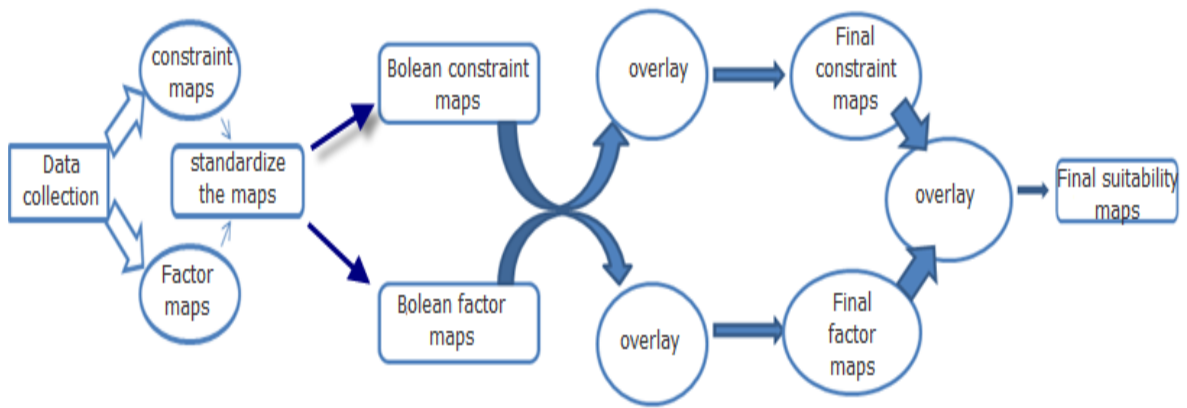 constraint
maps
Data
collection
Factor
maps
standardize
the maps
Bolean constraint
maps
Bolean factor
maps
overlay
overlay
Final
constraint
maps
Final
factor
maps
overlay
Final suitability
maps